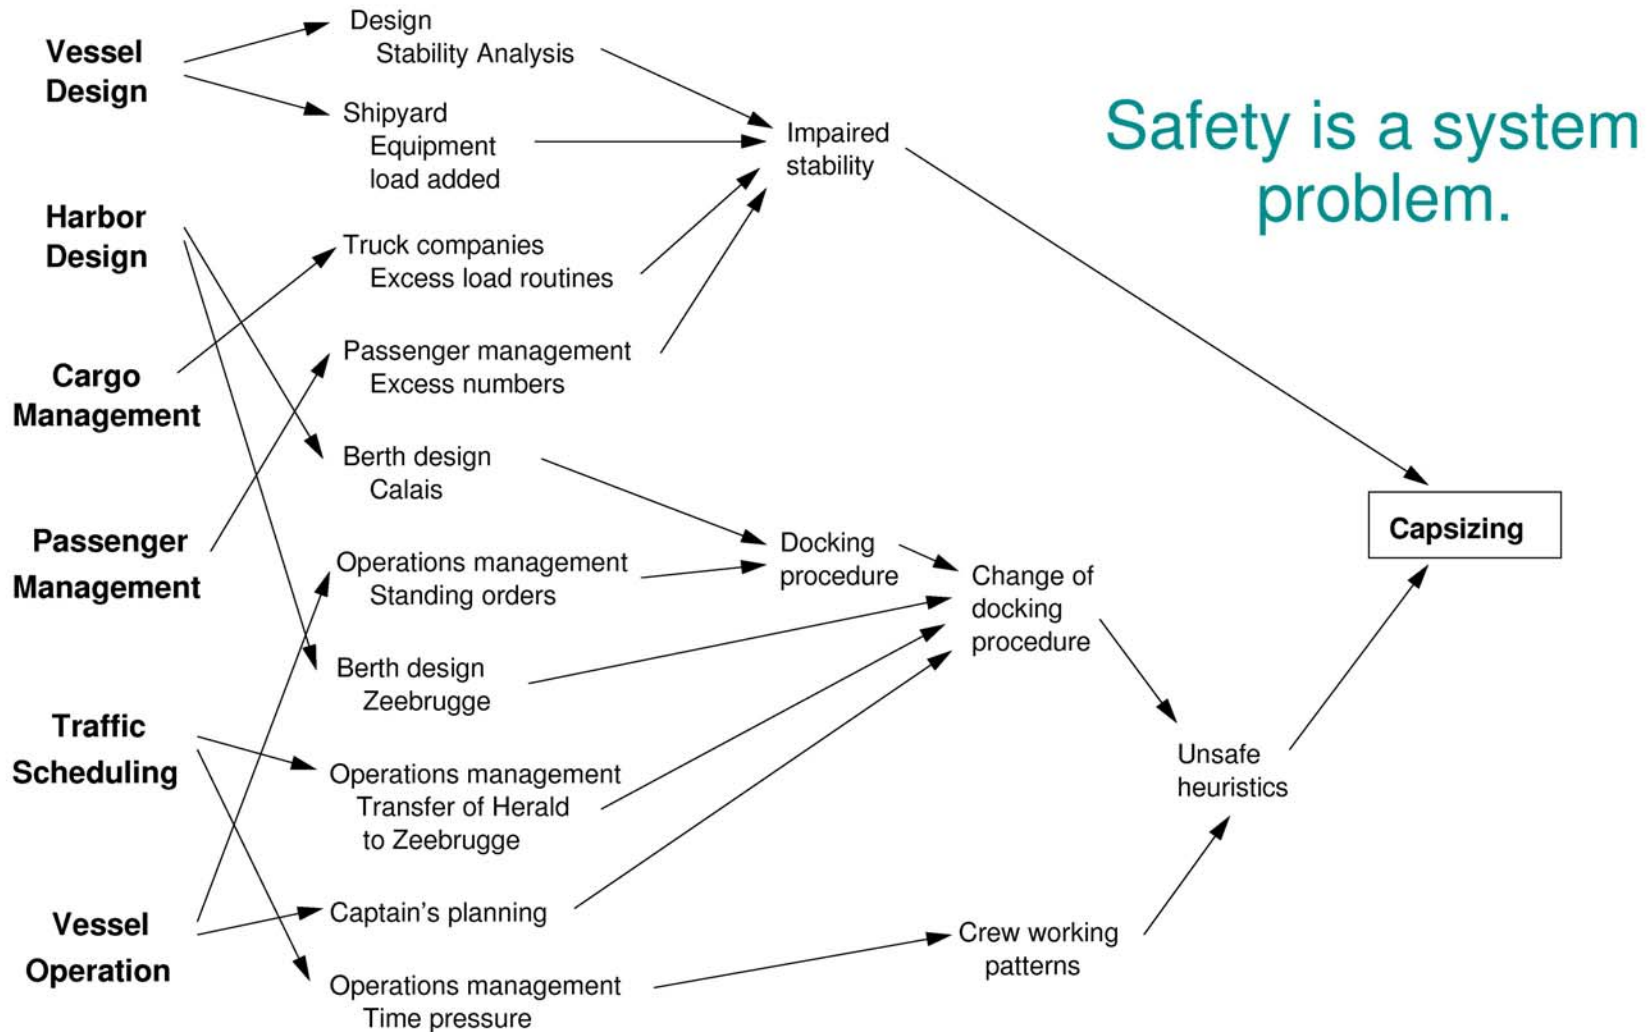 Vessel
Design
Harbor
Design
Cargo
Management
Passenger
Management
Traffic
Scheduling
Vessel
Operation
Design
Stability Analysis
Shipyard
Equipment
load added
Truck companies
Excess load routines
Passenger management
Excess numbers
Berth design
Calais
Operations management
Standing orders
Berth design
Zeebrugge
Operations management
Transfer of Herald
to Zeebrugge
Captain's planning
Operations management
Time pressure
Impaired
stability
Docking
procedure
Change of
docking
procedure
Crew working
patterns
Unsafe
heuristics
Capsizing
Safety is a system
problem.